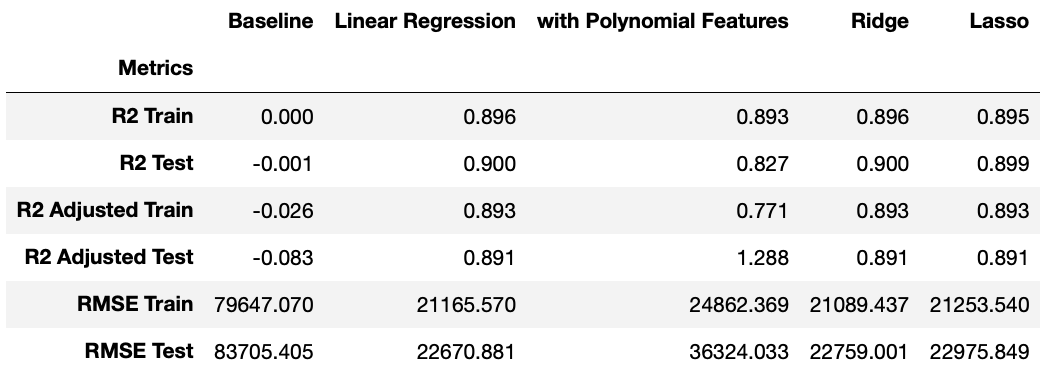 Baseline Linear Regression with Polynomial Features Ridge Lasso
Metrics
R2 Train 0.000 0.896 0.893 0.896 0.895
R2 Test -0.001 0.900 0.827 0.900 0.899
R2 Adjusted Train -0.026 0.893 0.771 0.893 0.893
R2 Adjusted Test -0.083 0.891 1.288 0.891 0.891
RMSE Train 79647.070 21165.570 24862.369 21089.437 21253.540
RMSE Test 83705.405 22670.881 36324.033 22759.001 22975.849